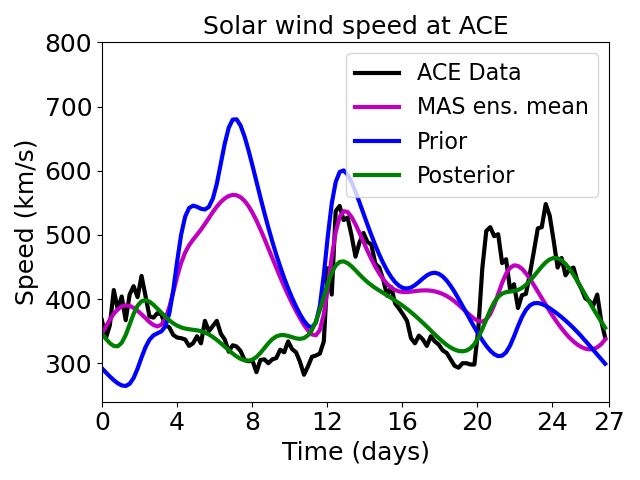 Solar wind speed at ACE
Speed (km/s)
800
700
600
500
400
300
ACE Data
MAS ens. mean
Prior
Posterior
0 4 8 12 16 20 24 27
Time (days)